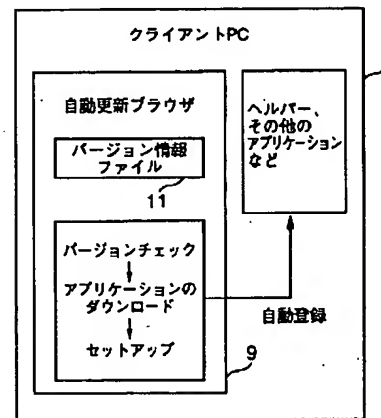 クライアントPC
自動更新ブラウザ
バージョン情報
ファイル
11
バージョンチェック
アプリケーションの
ダウンロード
セットアップ
9
ヘルパー、
その他の
アプリケーション
など
自動登録